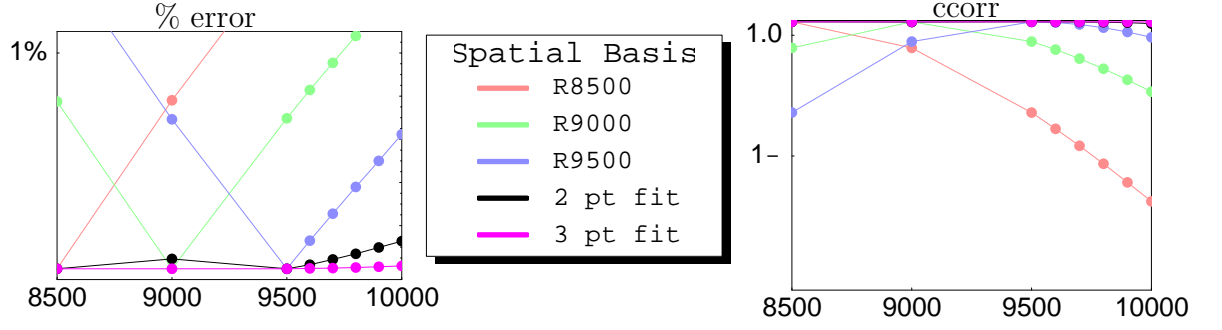 % error
1%
8500 9000 9500 10000
Spatial Basis
R8500
R9000
R9500
2 pt fit
3 pt fit
ccorr
1.0
1–
8500 9000 9500 10000